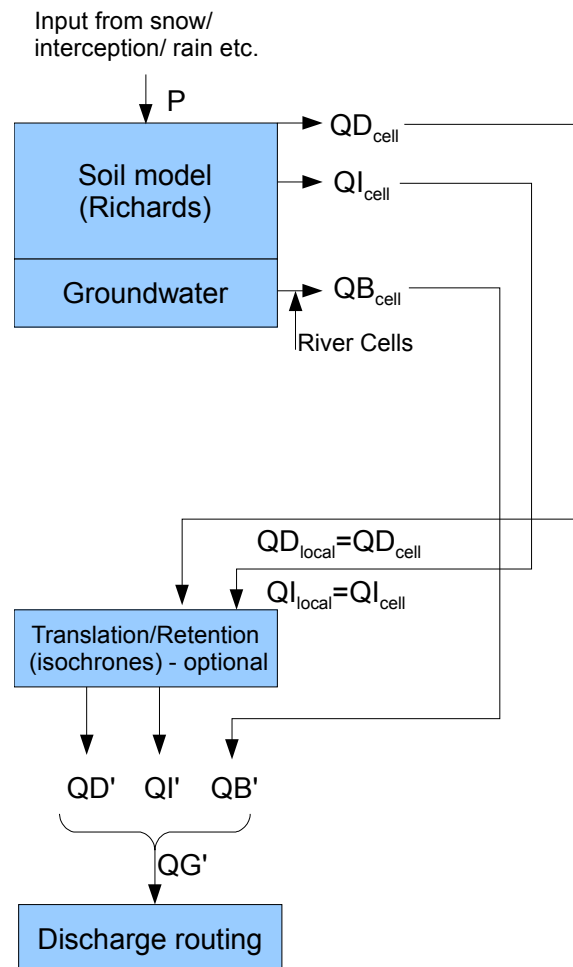 Input from snow/
interception/ rain etc.
P
QDcell
Soil model
(Richards)
QIcell
Groundwater
QBcell
River Cells
QDlocal=QDcell
QIlocal=QIcell
Translation/Retention
(isochrones) - optional
QD' QI' QB'
QG'
Discharge routing